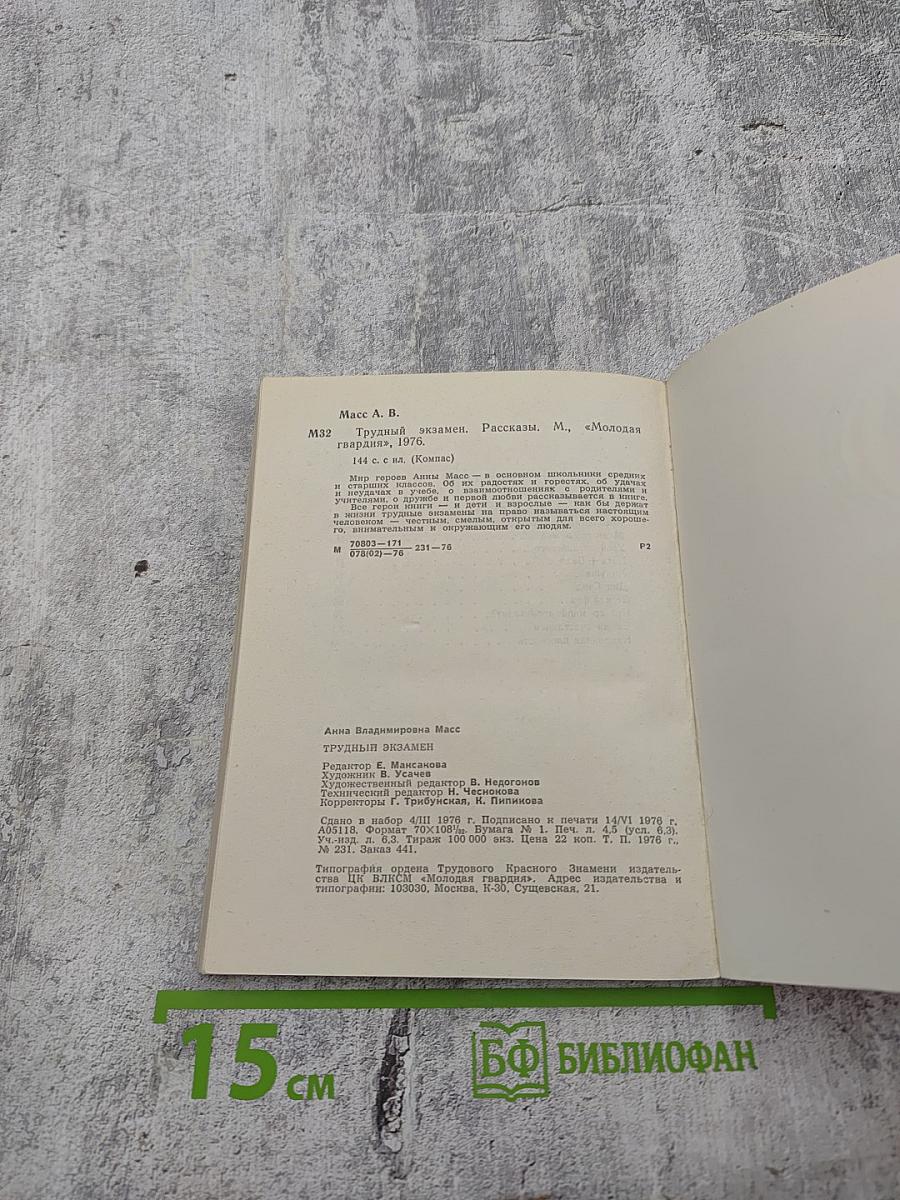 Масс А. В.
М32 Трудный экзамен. Рассказы. М., «Молодая
гвардия», 1976.
144 с. с ил. (Компас)
Мир героев Анны Масс — в основном школьники средних
и старших классов. Об их радостях и горестях, об удачах
и неудачах в учебе, о взаимоотношениях с родителями и
учителями, о дружбе и первой любви рассказывается в книге.
Все герои книги — и дети и взрослые — как бы держат
в жизни трудные экзамены на право называться настоящим
человеком — честным, смелым, открытым для всего хороше-
го, внимательным к окружающим его людям.
М 70803—171
078(02)—76 231—76 Р2
Анна Владимировна Масс
ТРУДНЫЙ ЭКЗАМЕН
Редактор Е. Максакова
Художник В. Усачев
Художественный редактор В. Недогонов
Технический редактор Н. Чеснокова
Корректоры Г. Трибунская, К. Пипикова
Сдано в набор 4/III 1976 г. Подписано к печати 14/VI 1976 г.
А05118. Формат 70×108¹/₃₂. Бумага № 1. Печ. л. 4,5 (усл. 6,3).
Уч.-изд. л. 6,3. Тираж 100 000 экз. Цена 22 коп. Т. П. 1976 г.,
№ 231. Заказ 441.
Типография ордена Трудового Красного Знамени издатель-
ства ЦК ВЛКСМ «Молодая гвардия». Адрес издательства и
типографии: 103030, Москва, К-30, Сущевская, 21.
15 см
БФ БИБЛИОФАН